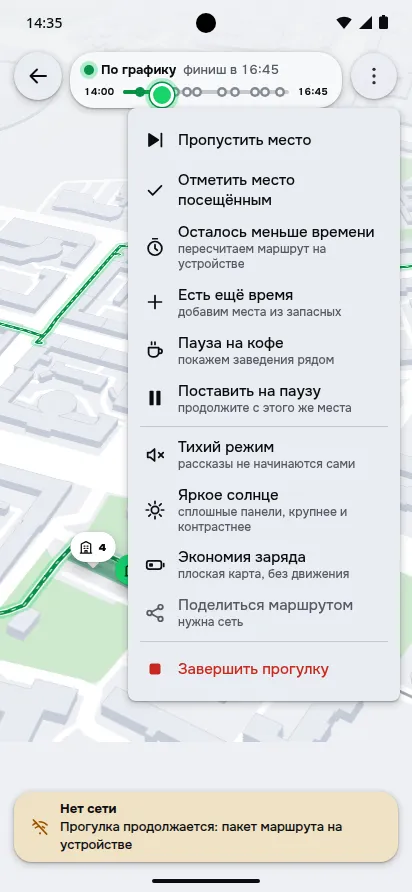 14:35
По графику финиш в 16:45
14:00 16:45
Пропустить место
Отметить место
посещённым
Осталось меньше времени
пересчитаем маршрут на
устройстве
Есть ещё время
добавим места из запасных
Пауза на кофе
покажем заведения рядом
Поставить на паузу
продолжите с этого же места
Тихий режим
рассказы не начинаются сами
Яркое солнце
сплошные панели, крупнее и
контрастнее
4
Экономия заряда
плоская карта, без движения
Поделиться маршрутом
нужна сеть
Завершить прогулку
Нет сети
Прогулка продолжается: пакет маршрута на
устройстве